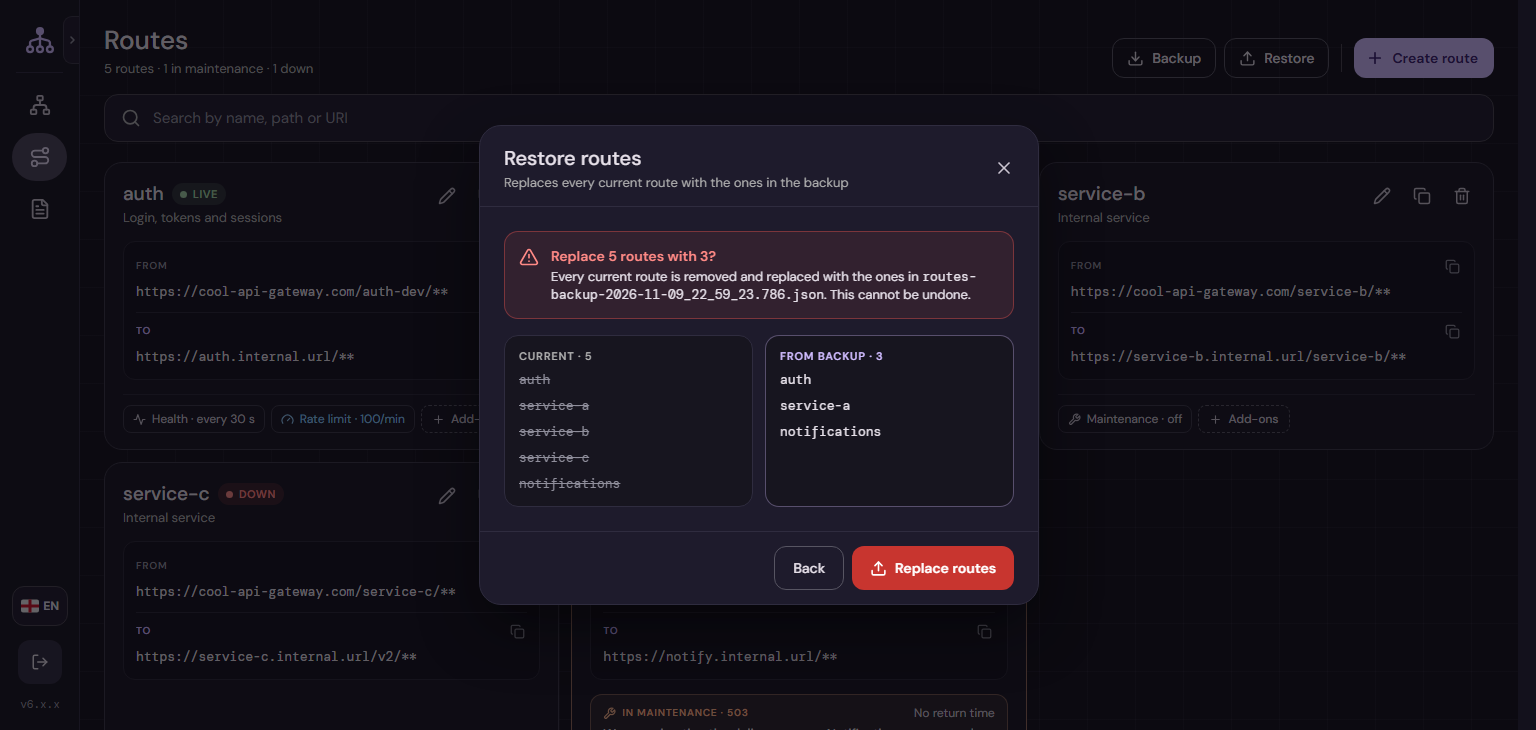 Routes
5 routes · 1 in maintenance · 1 down
Backup
Restore
Create route
Search by name, path or URI
Restore routes
Replaces every current route with the ones in the backup
Replace 5 routes with 3?
Every current route is removed and replaced with the ones in routes-
backup-2026-11-09_22_59_23.786.json. This cannot be undone.
CURRENT · 5
auth
service-a
service-b
service-c
notifications
FROM BACKUP · 3
auth
service-a
notifications
Back
Replace routes
auth
LIVE
Login, tokens and sessions
FROM
https://cool-api-gateway.com/auth-dev/**
TO
https://auth.internal.url/**
Health · every 30 s
Rate limit · 100/min
service-b
Internal service
FROM
https://cool-api-gateway.com/service-b/**
TO
https://service-b.internal.url/service-b/**
Maintenance · off
Add-ons
service-c
DOWN
Internal service
FROM
https://cool-api-gateway.com/service-c/**
TO
https://service-c.internal.url/v2/**
TO
https://notify.internal.url/**
IN MAINTENANCE · 503
No return time
EN
v6.x.x